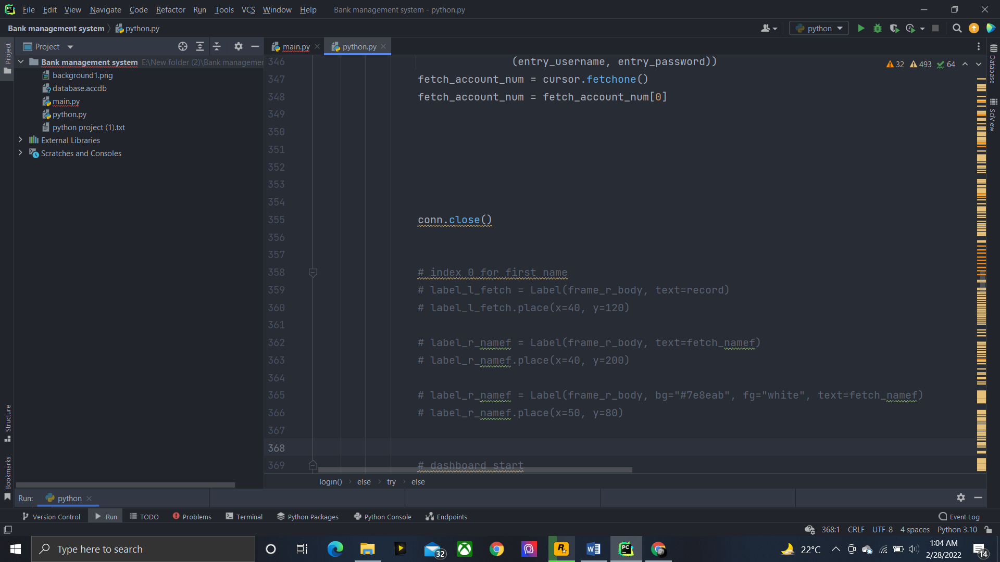 File Edit View Navigate Code Refactor Run Tools VCS Window Help Bank management system - python.py
Bank management system python.py python
Project main.py python.py
Bank management system E:\New folder (2)\Bank managemen
background1.png
database.accdb
main.py
python.py
python project (1).txt
External Libraries
Scratches and Consoles
Project
Structure
Bookmarks
32 493 64
346 (entry_username, entry_password))
347 fetch_account_num = cursor.fetchone()
348 fetch_account_num = fetch_account_num[0]
349
350
351
352
353
354
355 conn.close()
356
357
358 # index 0 for first name
359 # label_l_fetch = Label(frame_r_body, text=record)
360 # label_l_fetch.place(x=40, y=120)
361
362 # label_r_namef = Label(frame_r_body, text=fetch_namef)
363 # label_r_namef.place(x=40, y=200)
364
365 # label_r_namef = Label(frame_r_body, bg="#7e8eab", fg="white", text=fetch_namef)
366 # label_r_namef.place(x=50, y=80)
367
368
369 # dashboard start
Database
SciView
login() else try else
Run: python
Version Control Run TODO Problems Terminal Python Packages Python Console Endpoints Event Log
368:1 CRLF UTF-8 4 spaces Python 3.10
Type here to search
32
22°C
1:04 AM
2/28/2022
14